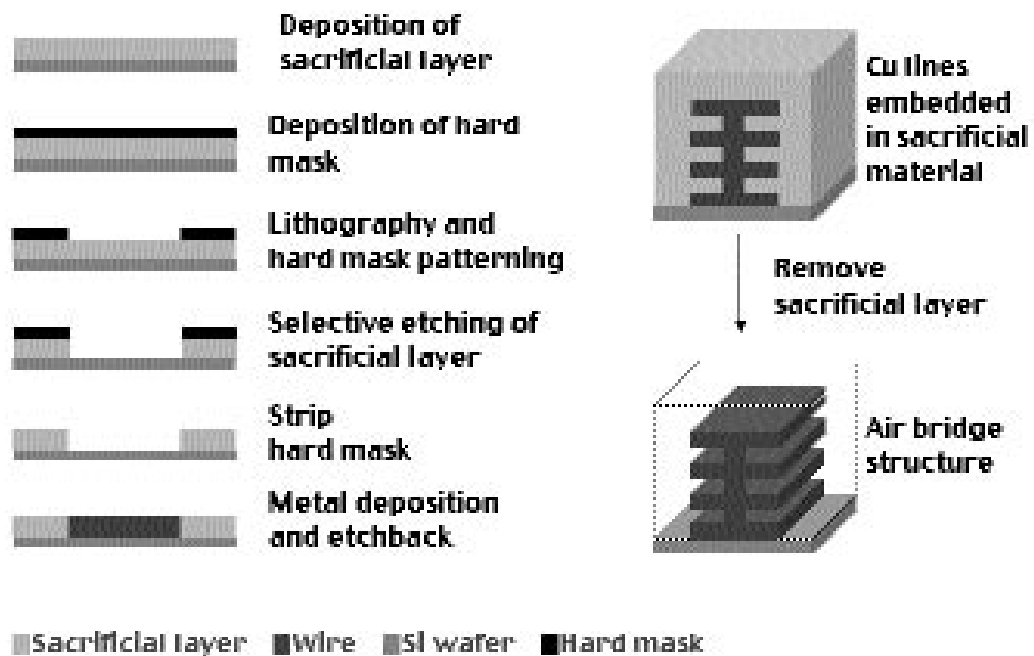 Deposition of
sacrificial layer
Deposition of hard
mask
Lithography and
hard mask patterning
Selective etching of
sacrificial layer
Strip
hard mask
Metal deposition
and etchback
Cu lines
embedded
in sacrificial
material
Remove
sacrificial layer
Air bridge
structure
Sacrificial layer Wire Si wafer Hard mask